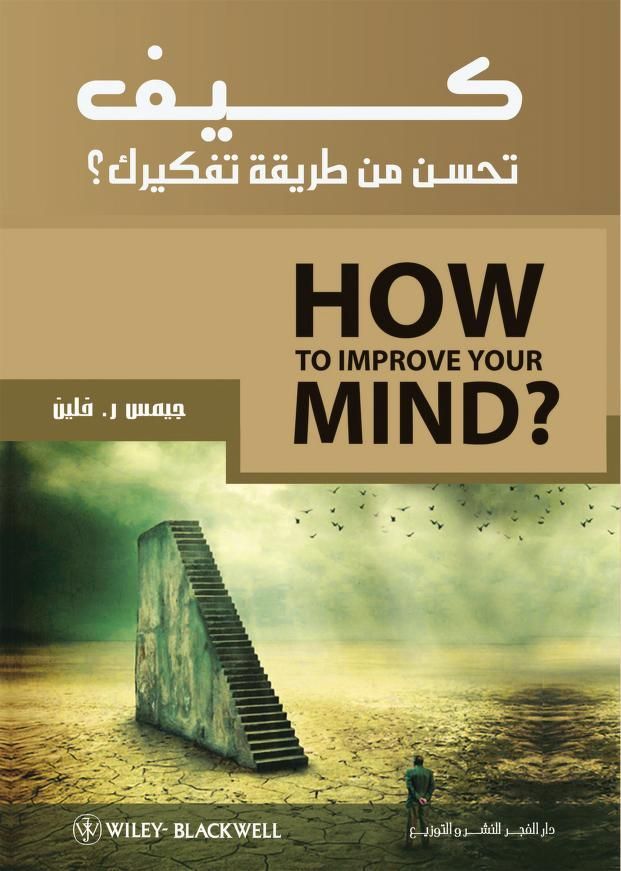 كيف
تحسن من طريقة تفكيرك؟
HOW
TO IMPROVE YOUR
MIND?
جيمس ر. فلين
WILEY- BLACKWELL
دار الفجر للنشر و التوزيع